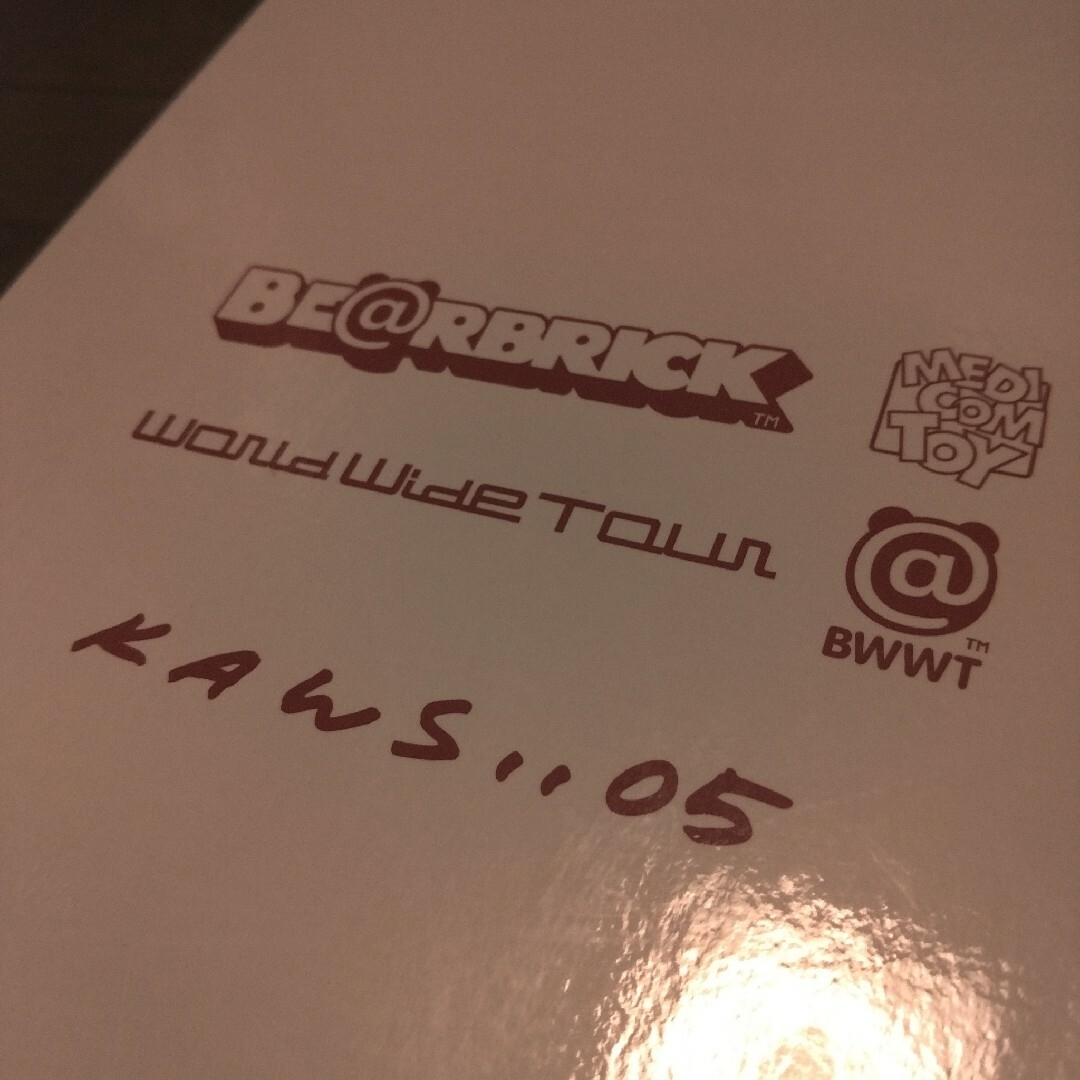 BE@RBRICK TM
WORLD WIDE TOUR
KAWS..05
MEDI
COM
TOY
@
BWWT TM